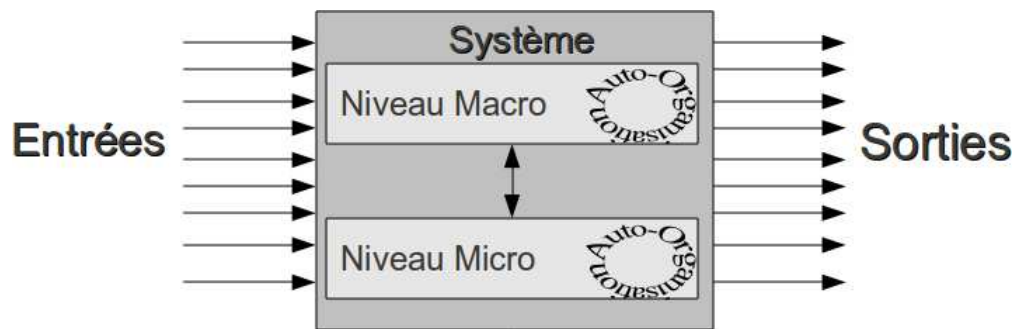 Système
Niveau Macro
Auto-Organisation
Entrées
Sorties
Niveau Micro
Auto-Organisation